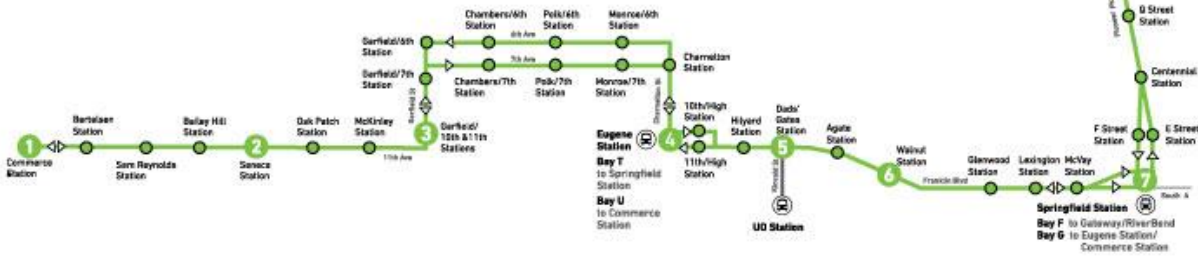 Chambers/6th
Station
Polk/6th
Station
Monroe/6th
Station
Q Street
Station
Garfield/6th
Station
6th Ave
7th Ave
Charnelton
Station
Garfield/7th
Station
Chambers/7th
Station
Polk/7th
Station
Monroe/7th
Station
Centennial
Station
Garfield St
Charnelton St
1
Commerce
Station
Bertelsen
Station
Sam Reynolds
Station
Bailey Hill
Station
2
Seneca
Station
Oak Patch
Station
McKinley
Station
11th Ave
3
Garfield/
10th &11th
Stations
Eugene
Station
4
Bay T
to Springfield
Station
Bay U
to Commerce
Station
10th/High
Station
11th/High
Station
Hilyard
Station
Dads'
Gates
Station
5
Kincaid St
UO Station
Agate
Station
Walnut
Station
6
Franklin Blvd
Glenwood
Station
Lexington
Station
McVay
Station
F Street
Station
E Street
Station
7
South A
Springfield Station
Bay F to Gateway/RiverBend
Bay G to Eugene Station/
Commerce Station